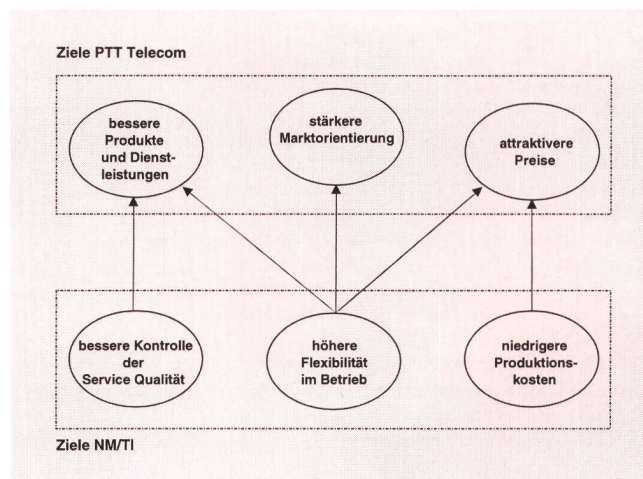 Ziele PTT Telecom
bessere
Produkte
und Dienst-
leistungen
stärkere
Marktorientierung
attraktivere
Preise
bessere Kontrolle
der
Service Qualität
höhere
Flexibilität
im Betrieb
niedrigere
Produktions-
kosten
Ziele NM/TI